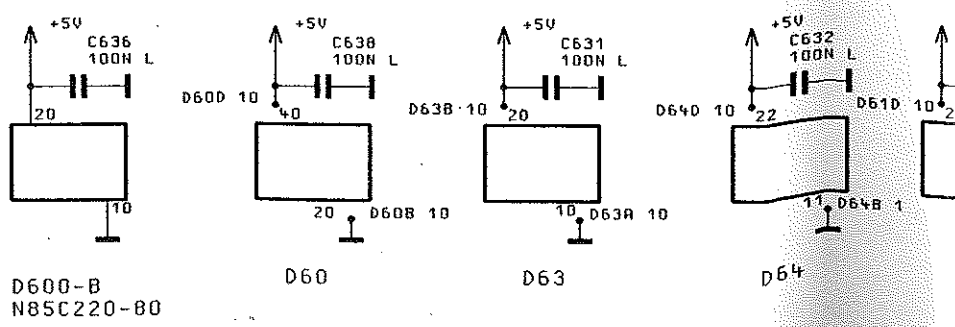 +5V
C636
100N L
20
10
D600-B
N85C220-80
+5V
C638
100N L
D60D 10
40
20
D60B 10
D60
+5V
C631
100N L
D63B 10
20
10
D63A 10
D63
+5V
C632
100N L
D64D 10
22
11
D64B 1
D64
D61D 10